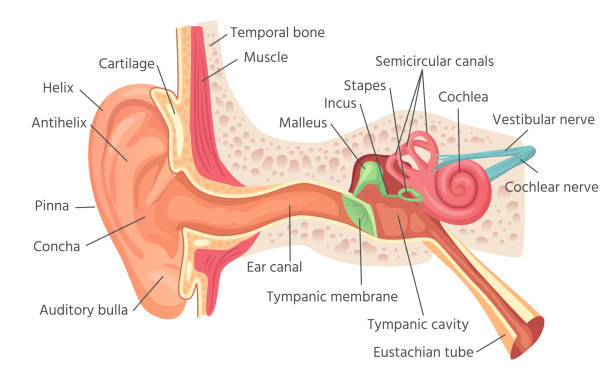 Temporal bone
Muscle
Cartilage
Semicircular canals
Helix
Stapes
Cochlea
Incus
Antihelix
Malleus
Vestibular nerve
Cochlear nerve
Pinna
Concha
Ear canal
Tympanic membrane
Auditory bulla
Tympanic cavity
Eustachian tube